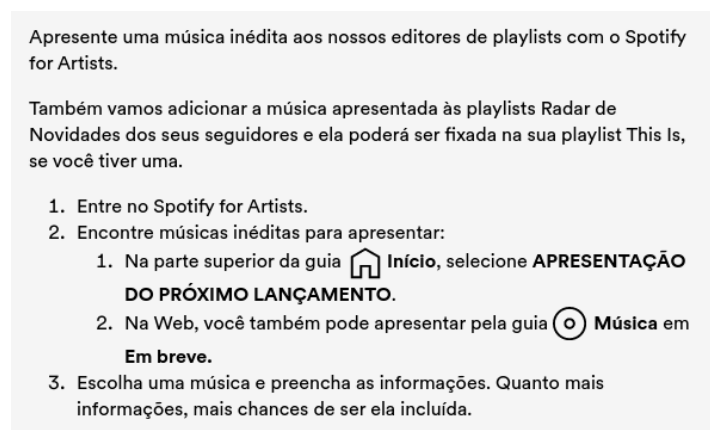 Apresente uma música inédita aos nossos editores de playlists com o Spotify
for Artists.
Também vamos adicionar a música apresentada às playlists Radar de
Novidades dos seus seguidores e ela poderá ser fixada na sua playlist This Is,
se você tiver uma.
1. Entre no Spotify for Artists.
2. Encontre músicas inéditas para apresentar:
1. Na parte superior da guia Início, selecione APRESENTAÇÃO
DO PRÓXIMO LANÇAMENTO.
2. Na Web, você também pode apresentar pela guia Música em
Em breve.
3. Escolha uma música e preencha as informações. Quanto mais
informações, mais chances de ser ela incluída.